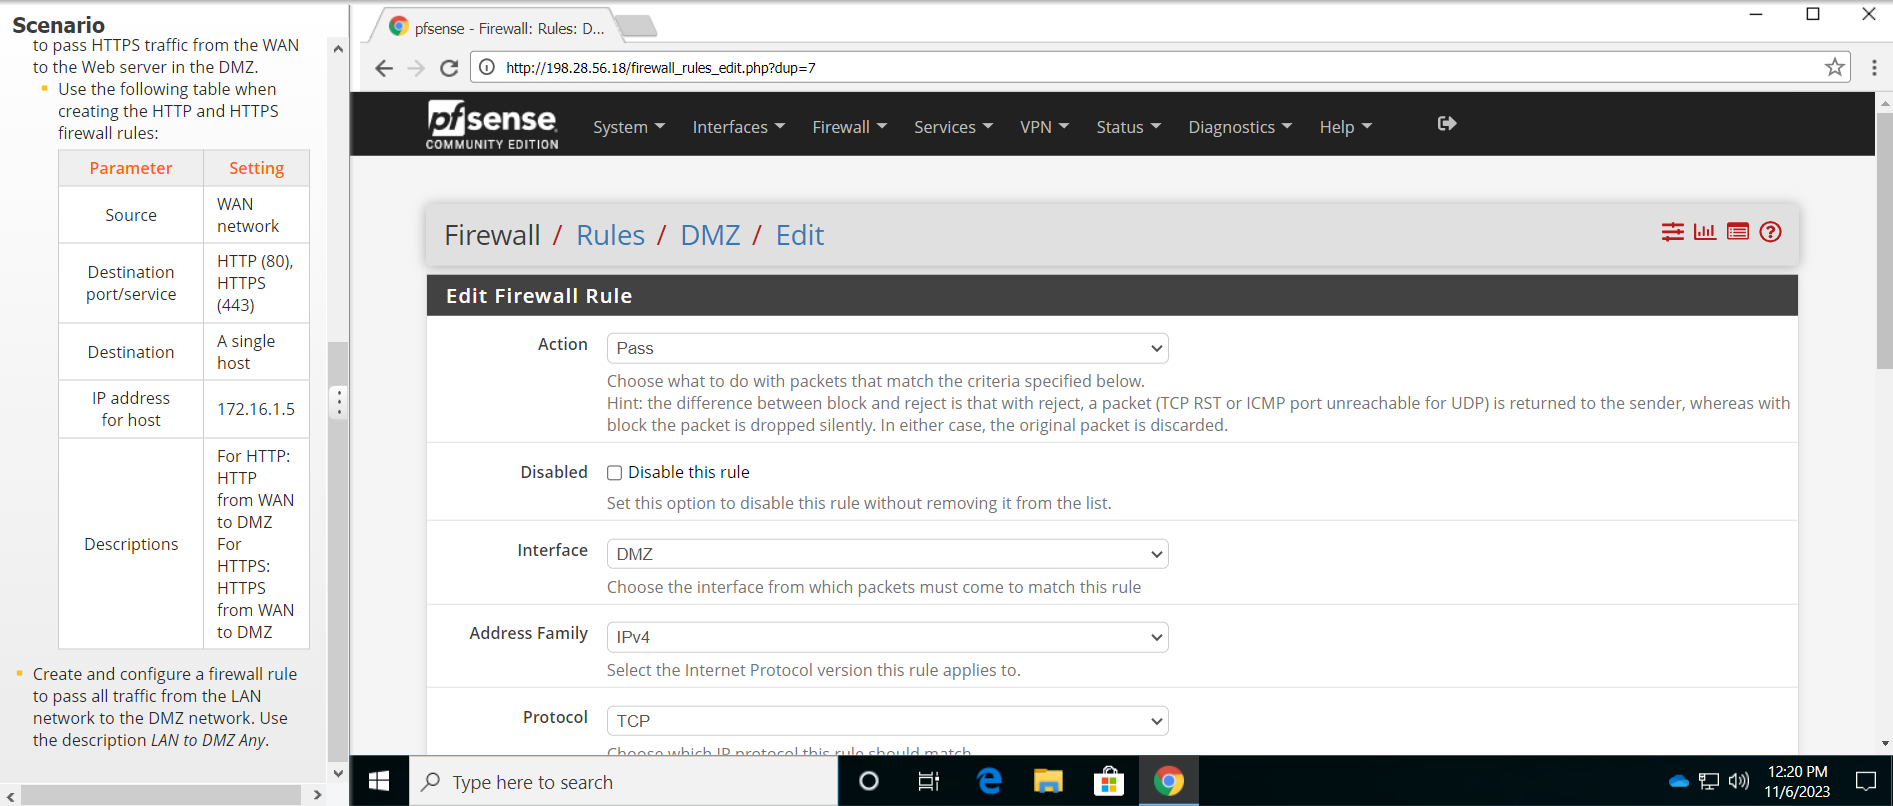 Scenario
to pass HTTPS traffic from the WAN
to the Web server in the DMZ.
Use the following table when
creating the HTTP and HTTPS
firewall rules:
Parameter Setting
Source WAN
network
Destination
port/service
HTTP (80),
HTTPS
(443)
Destination
A single
host
IP address
for host
172.16.1.5
Descriptions
For HTTP:
HTTP
from WAN
to DMZ
For
HTTPS:
HTTPS
from WAN
to DMZ
Create and configure a firewall rule
to pass all traffic from the LAN
network to the DMZ network. Use
the description LAN to DMZ Any.
pfsense - Firewall: Rules: D...
http://198.28.56.18/firewall_rules_edit.php?dup=7
pfsense
COMMUNITY EDITION
System Interfaces Firewall Services VPN Status Diagnostics Help
Firewall / Rules / DMZ / Edit
Edit Firewall Rule
Action
Pass
Choose what to do with packets that match the criteria specified below.
Hint: the difference between block and reject is that with reject, a packet (TCP RST or ICMP port unreachable for UDP) is returned to the sender, whereas with
block the packet is dropped silently. In either case, the original packet is discarded.
Disabled
Disable this rule
Set this option to disable this rule without removing it from the list.
Interface
DMZ
Choose the interface from which packets must come to match this rule
Address Family
IPv4
Select the Internet Protocol version this rule applies to.
Protocol
TCP
Choose which IP protocol this rule should match.
Type here to search
12:20 PM
11/6/2023